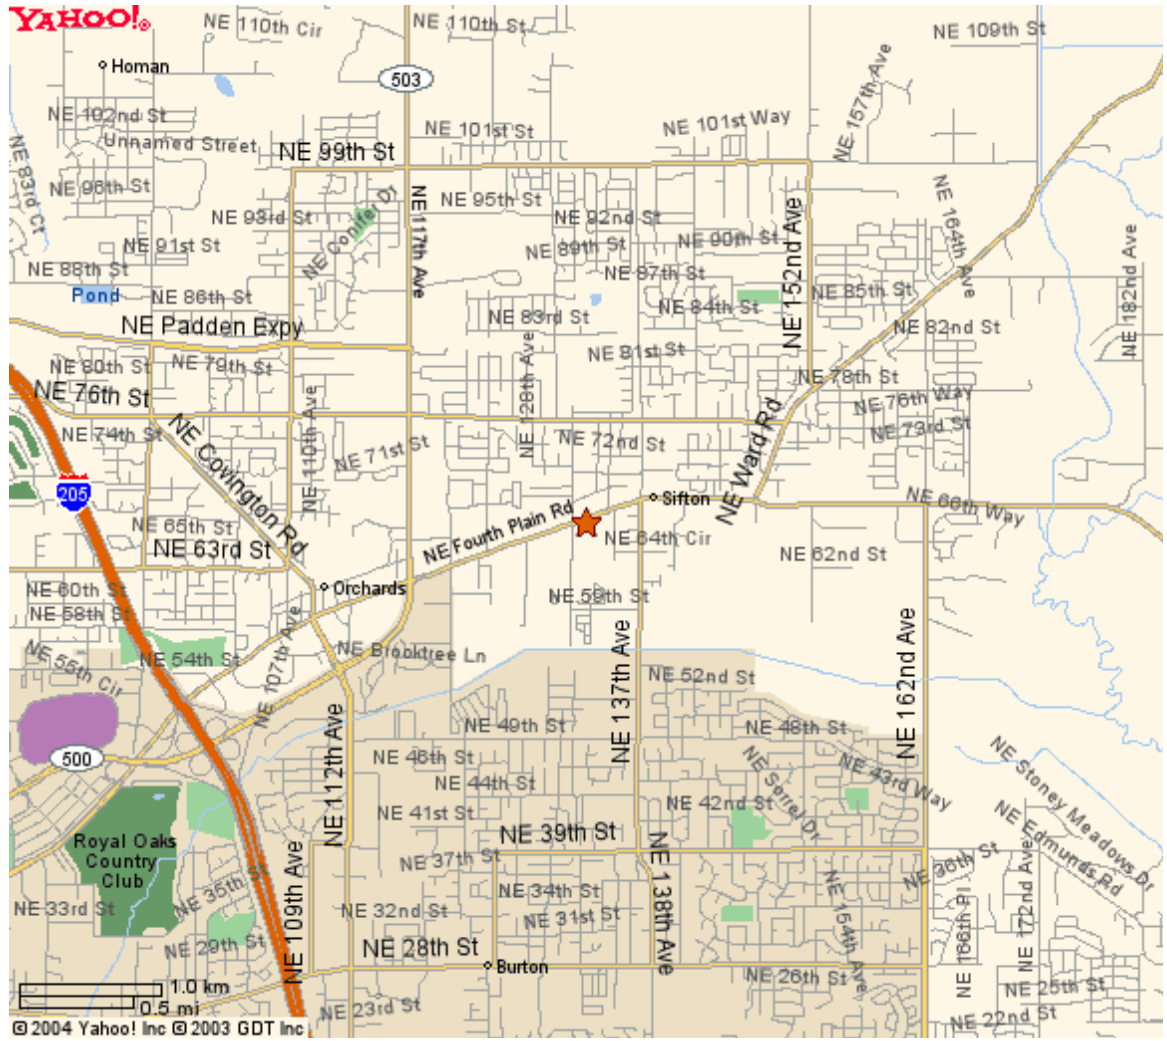 YAHOO!®
NE 110th Cir
NE 110th St
NE 109th St
Homan
503
NE 157th Ave
NE 102nd St
NE 101st St
NE 101st Way
Unnamed Street
NE 99th St
NE 83rd Ct
NE 96th St
NE 95th St
NE 164th Ave
NE 93rd St
NE Conifer Dr
NE 117th Ave
NE 92nd St
NE 152nd Ave
NE 91st St
NE 89th St
NE 90th St
NE 182nd Ave
NE 88th St
NE 87th St
Pond
NE 86th St
NE 85th St
NE 84th St
NE 83rd St
NE Padden Expy
NE 82nd St
NE 80th St
NE 79th St
NE 128th Ave
NE 81st St
NE 78th St
NE 76th St
NE 76th Way
NE 74th St
NE Covington Rd
NE 110th Ave
NE 71st St
NE 72nd St
NE Ward Rd
NE 73rd St
205
Sifton
NE 66th Way
NE 65th St
NE Fourth Plain Rd
NE 64th Cir
NE 63rd St
NE 62nd St
NE 60th St
Orchards
NE 59th St
NE 58th St
NE 107th Ave
NE 137th Ave
NE 162nd Ave
NE 55th Cir
NE 54th St
NE Brooktree Ln
NE 52nd St
NE 49th St
NE 48th St
500
NE 112th Ave
NE 46th St
NE 44th St
NE Sorrel Dr
NE 43rd Way
NE Stoney Meadows Dr
NE 41st St
NE 42nd St
NE 39th St
NE Edmunds Rd
Royal Oaks
Country
Club
NE 109th Ave
NE 37th St
NE 138th Ave
NE 36th St
NE 35th St
NE 34th St
NE 154th Ave
NE 166th Pl
NE 172nd Ave
NE 33rd St
NE 32nd St
NE 31st St
NE 29th St
NE 28th St
Burton
NE 26th St
1.0 km
0.5 mi
NE 25th St
NE 23rd St
NE 22nd St
© 2004 Yahoo! Inc © 2003 GDT Inc